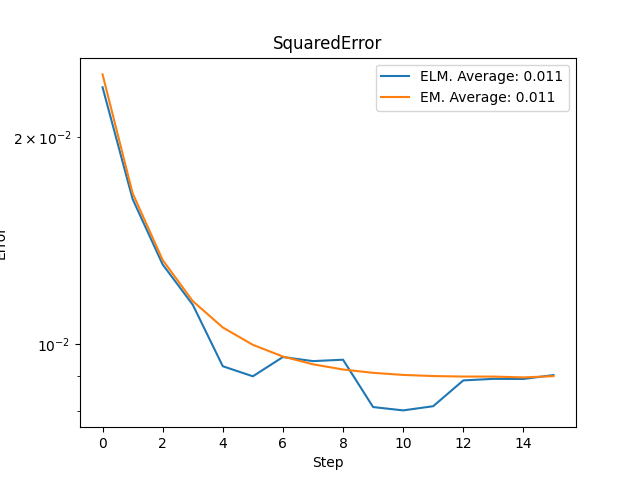 SquaredError
ELM. Average: 0.011
EM. Average: 0.011
2 × 10⁻²
10⁻²
Error
0 2 4 6 8 10 12 14
Step